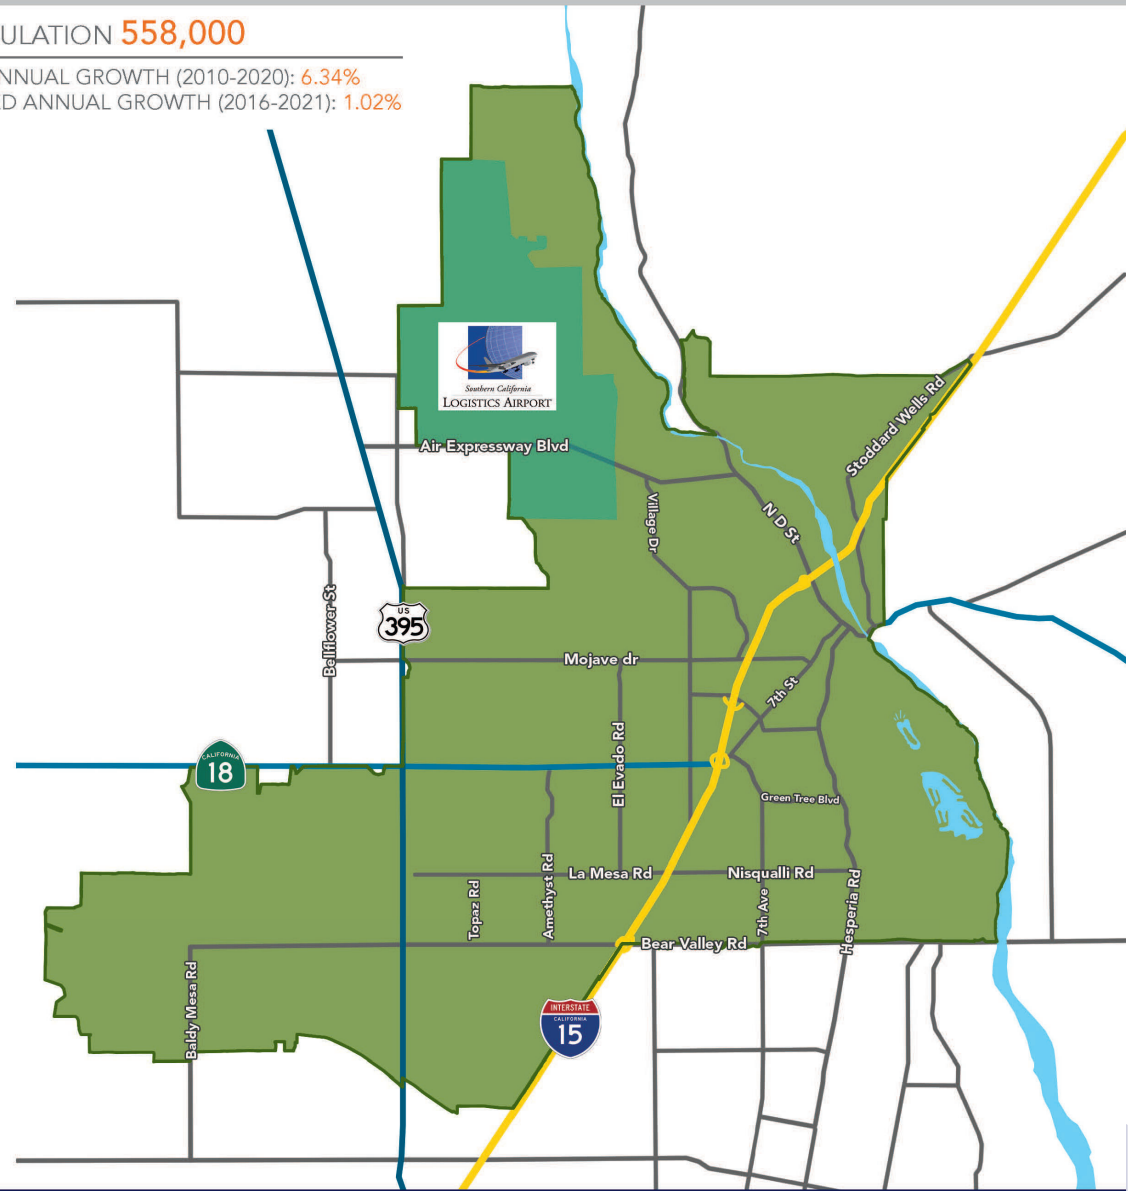 ULATION 558,000
NNUAL GROWTH (2010-2020): 6.34%
ED ANNUAL GROWTH (2016-2021): 1.02%
Southern California
LOGISTICS AIRPORT
Air Expressway Blvd
Stoddard Wells Rd
Village Dr
N D St
Bellflower St
US
395
Mojave dr
7th St
CALIFORNIA
18
El Evado Rd
Green Tree Blvd
La Mesa Rd
Nisqualli Rd
Topaz Rd
Amethyst Rd
7th Ave
Hesperia Rd
Bear Valley Rd
Baldy Mesa Rd
INTERSTATE
CALIFORNIA
15